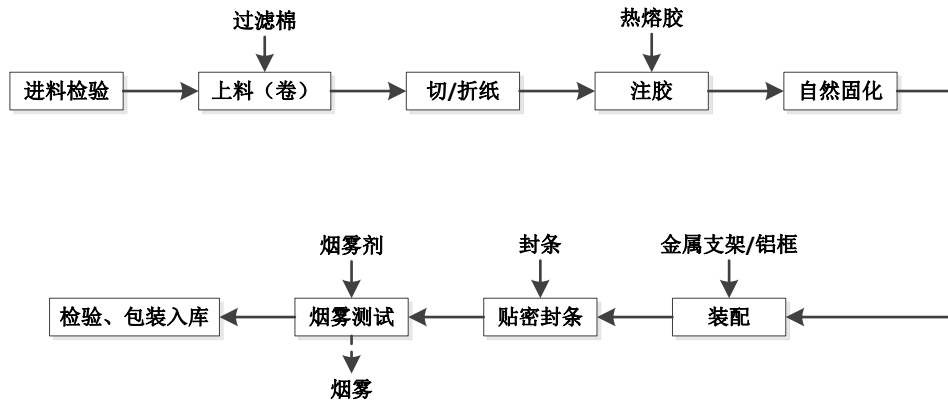 过滤棉
热熔胶
进料检验
上料（卷）
切/折纸
注胶
自然固化
烟雾剂
封条
金属支架/铝框
检验、包装入库
烟雾测试
贴密封条
装配
烟雾